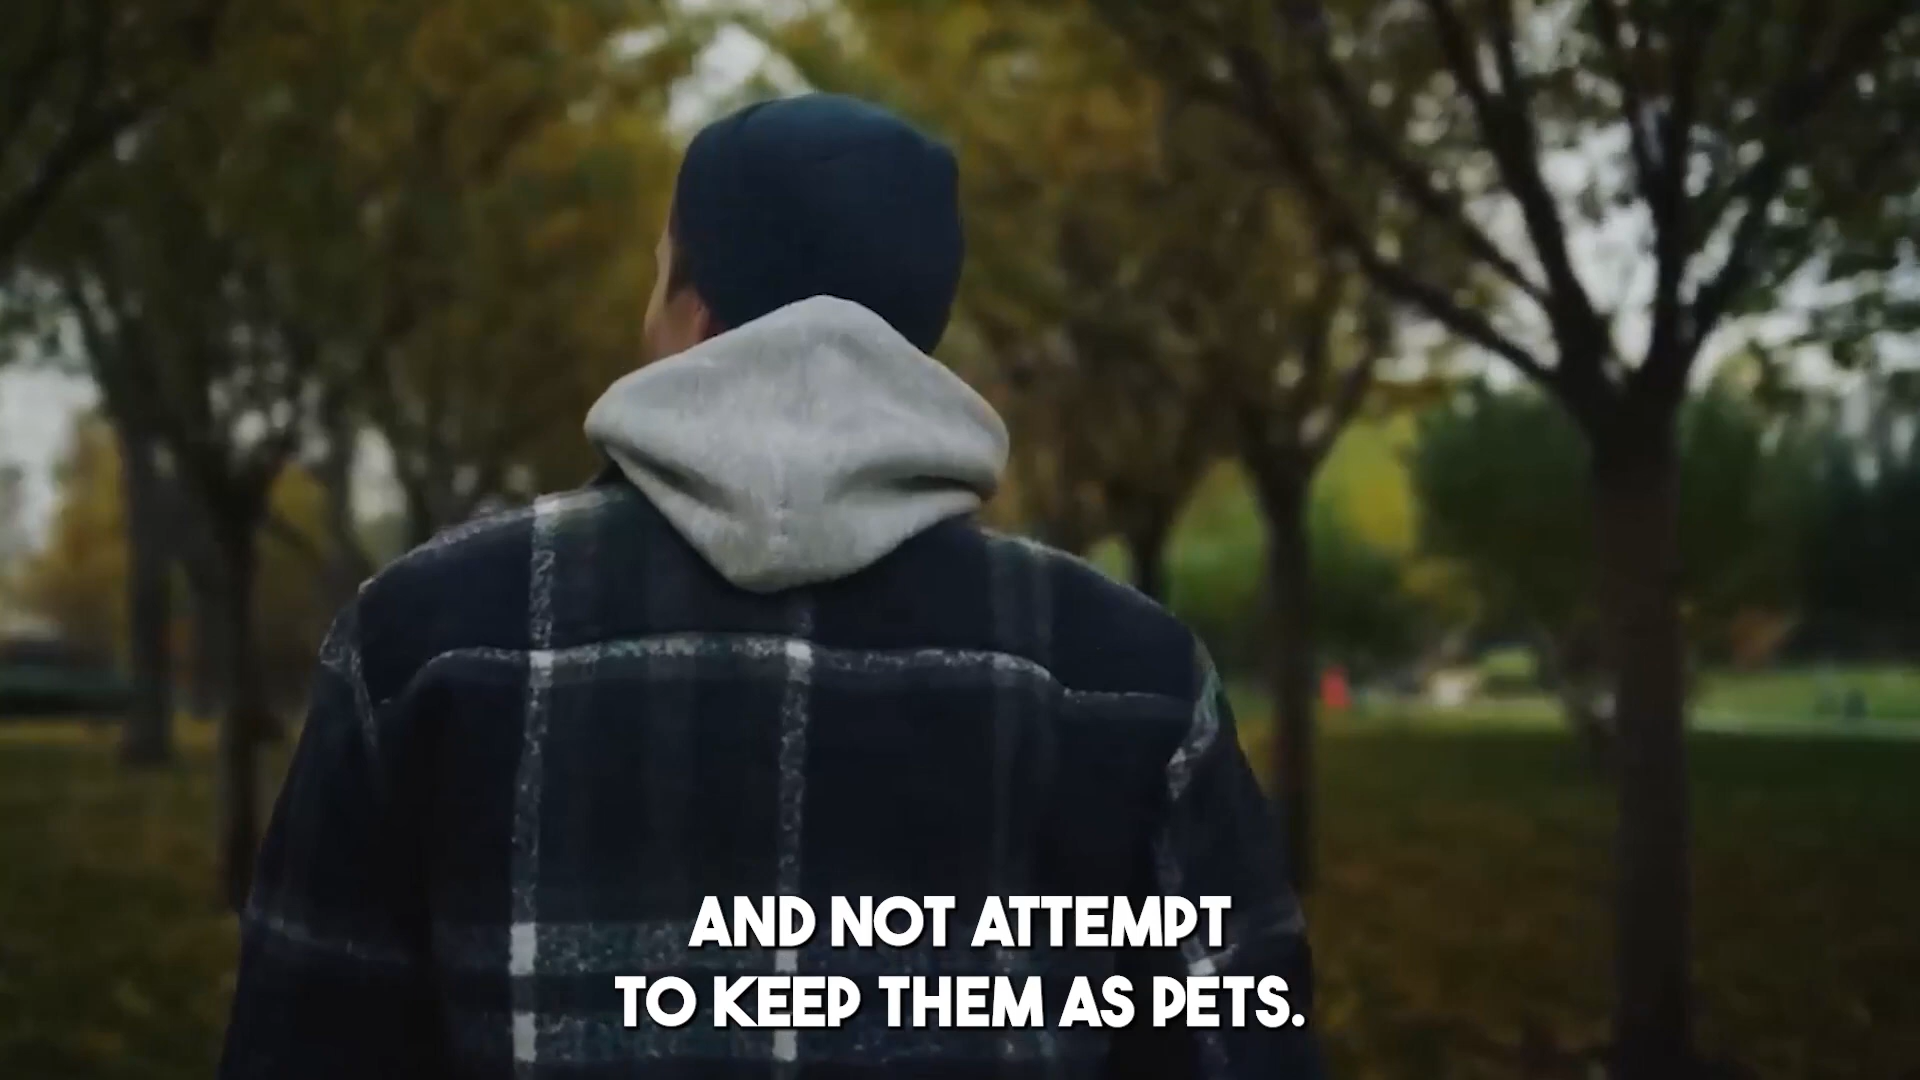 AND NOT ATTEMPT
TO KEEP THEM AS PETS.